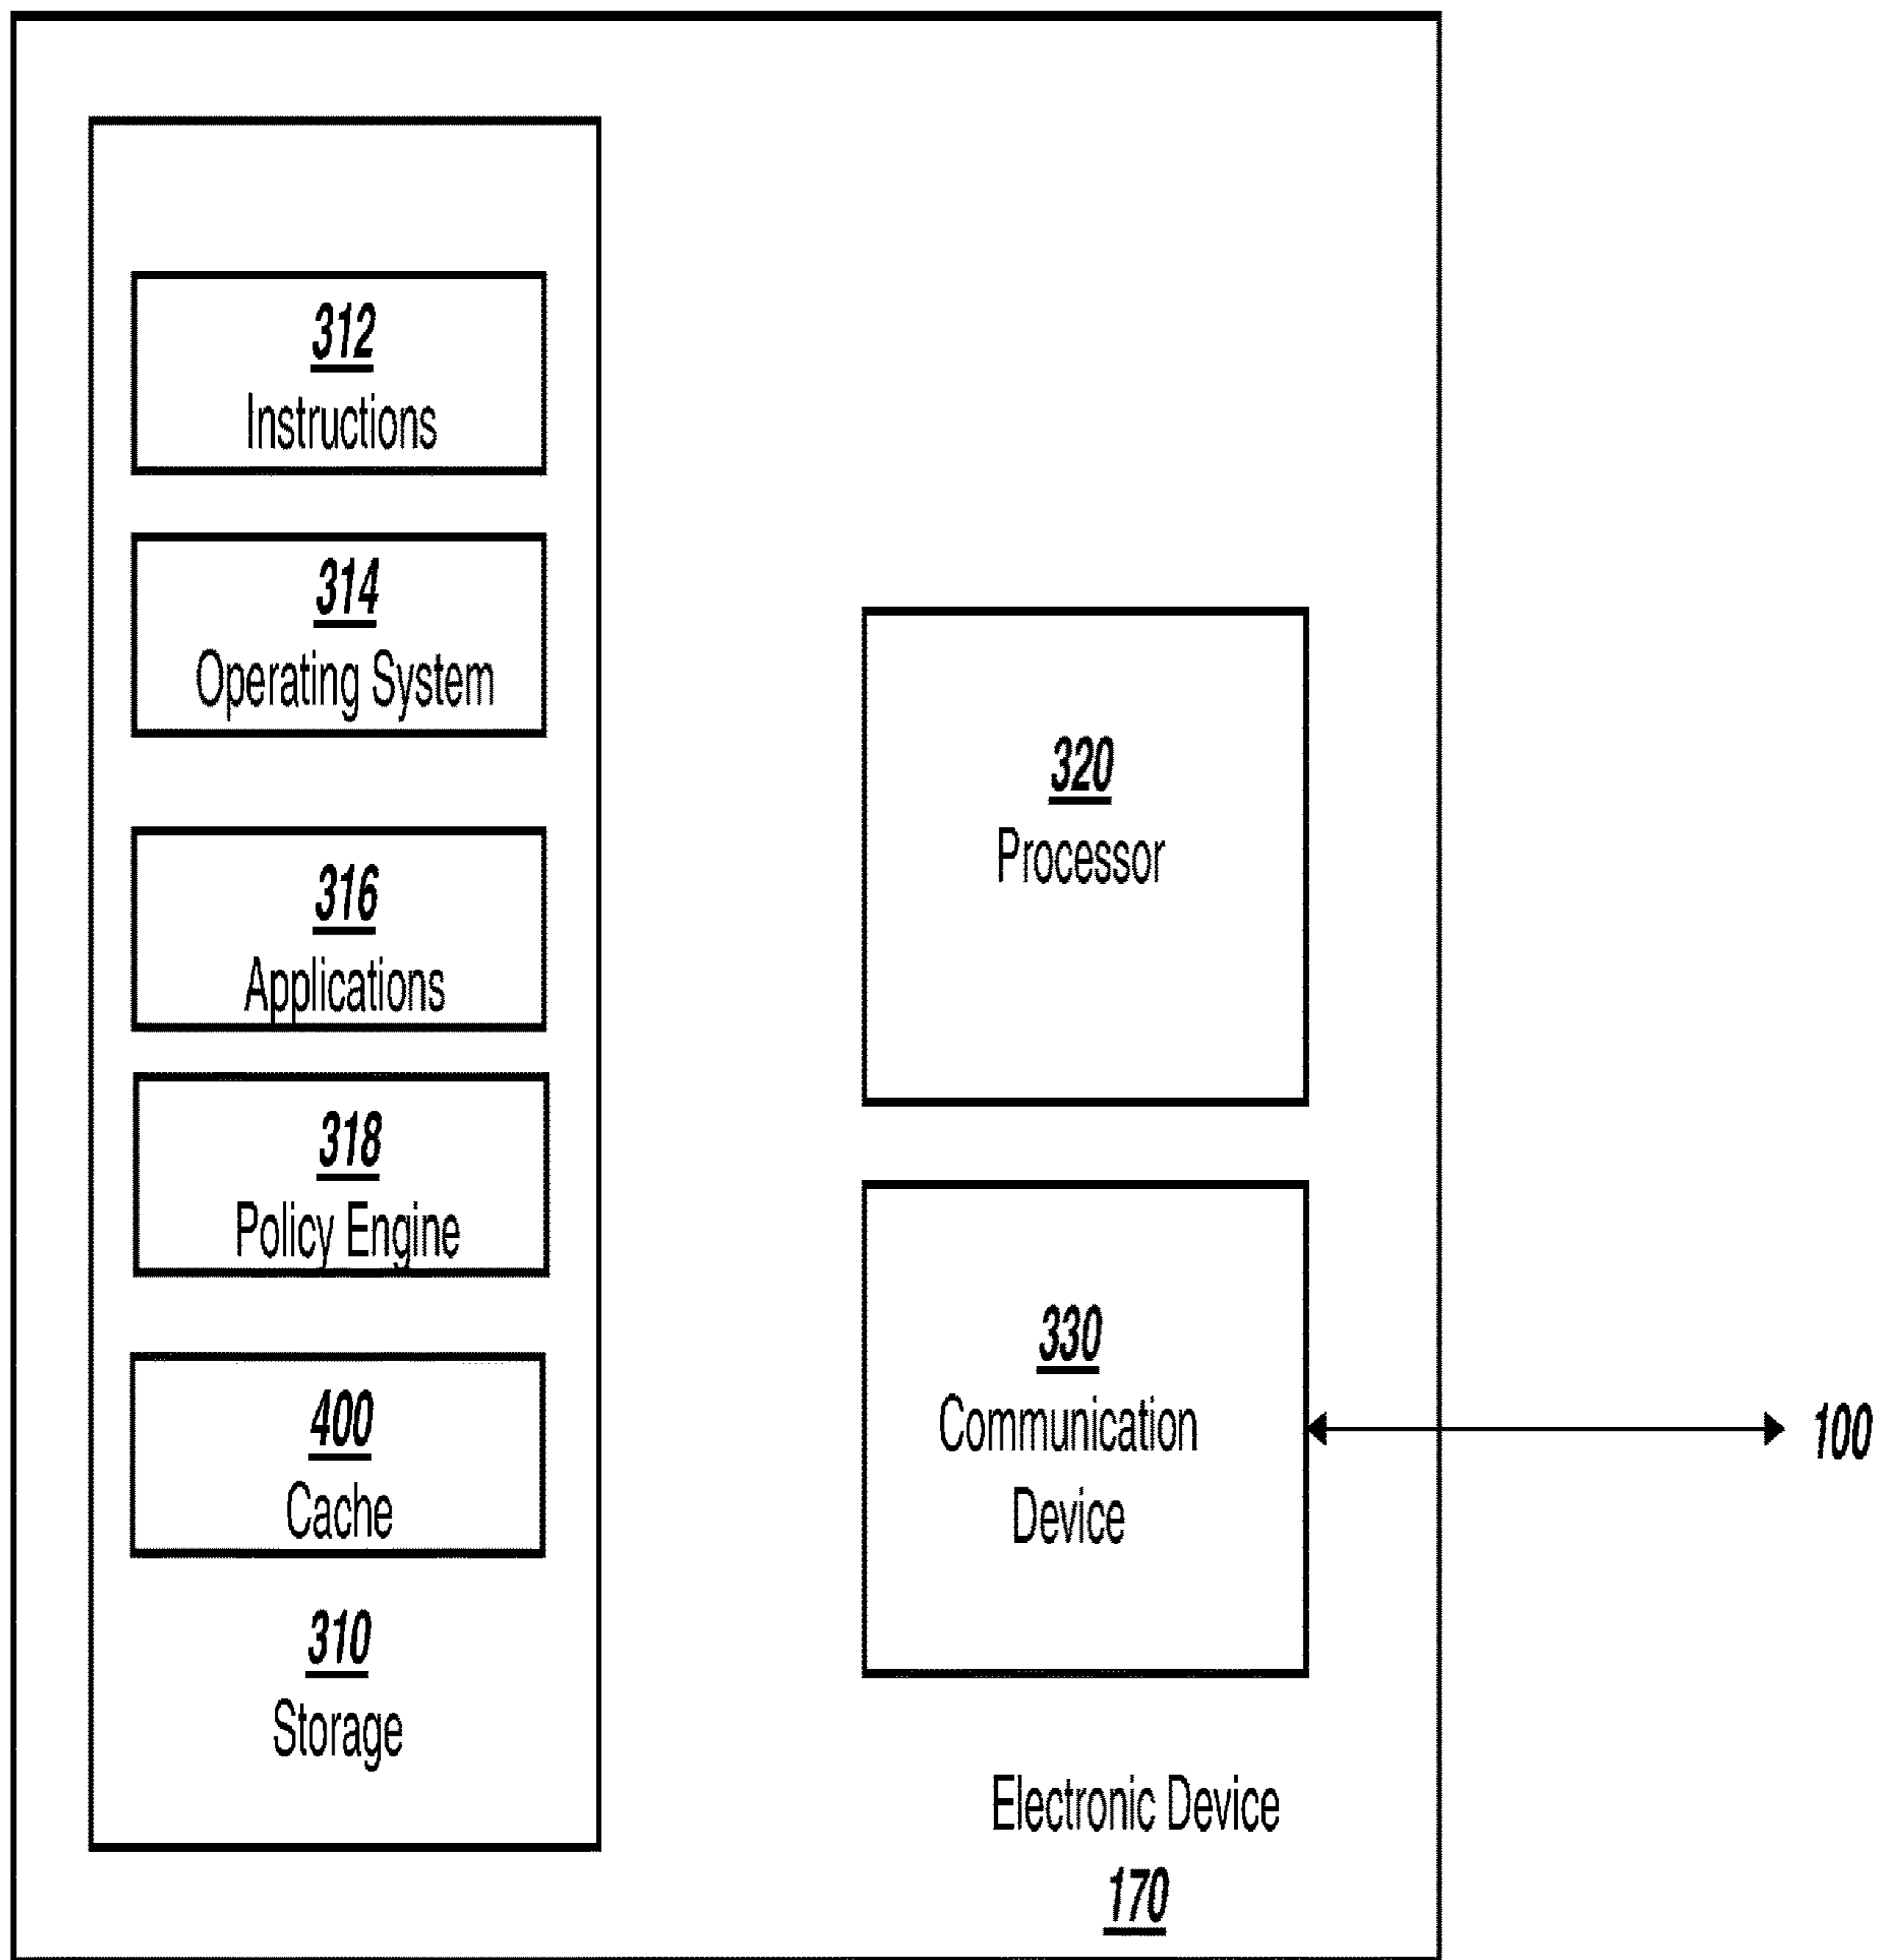 312
Instructions
314
Operating System
316
Applications
318
Policy Engine
400
Cache
310
Storage
320
Processor
330
Communication
Device
100
Electronic Device
170